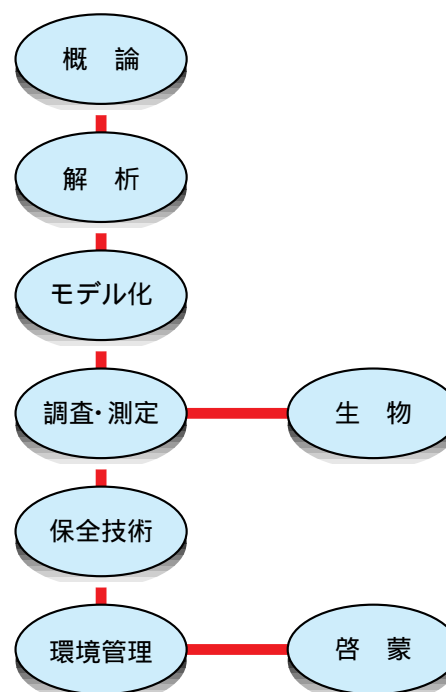 概　論
解　析
モデル化
調査・測定
生　物
保全技術
環境管理
啓　蒙